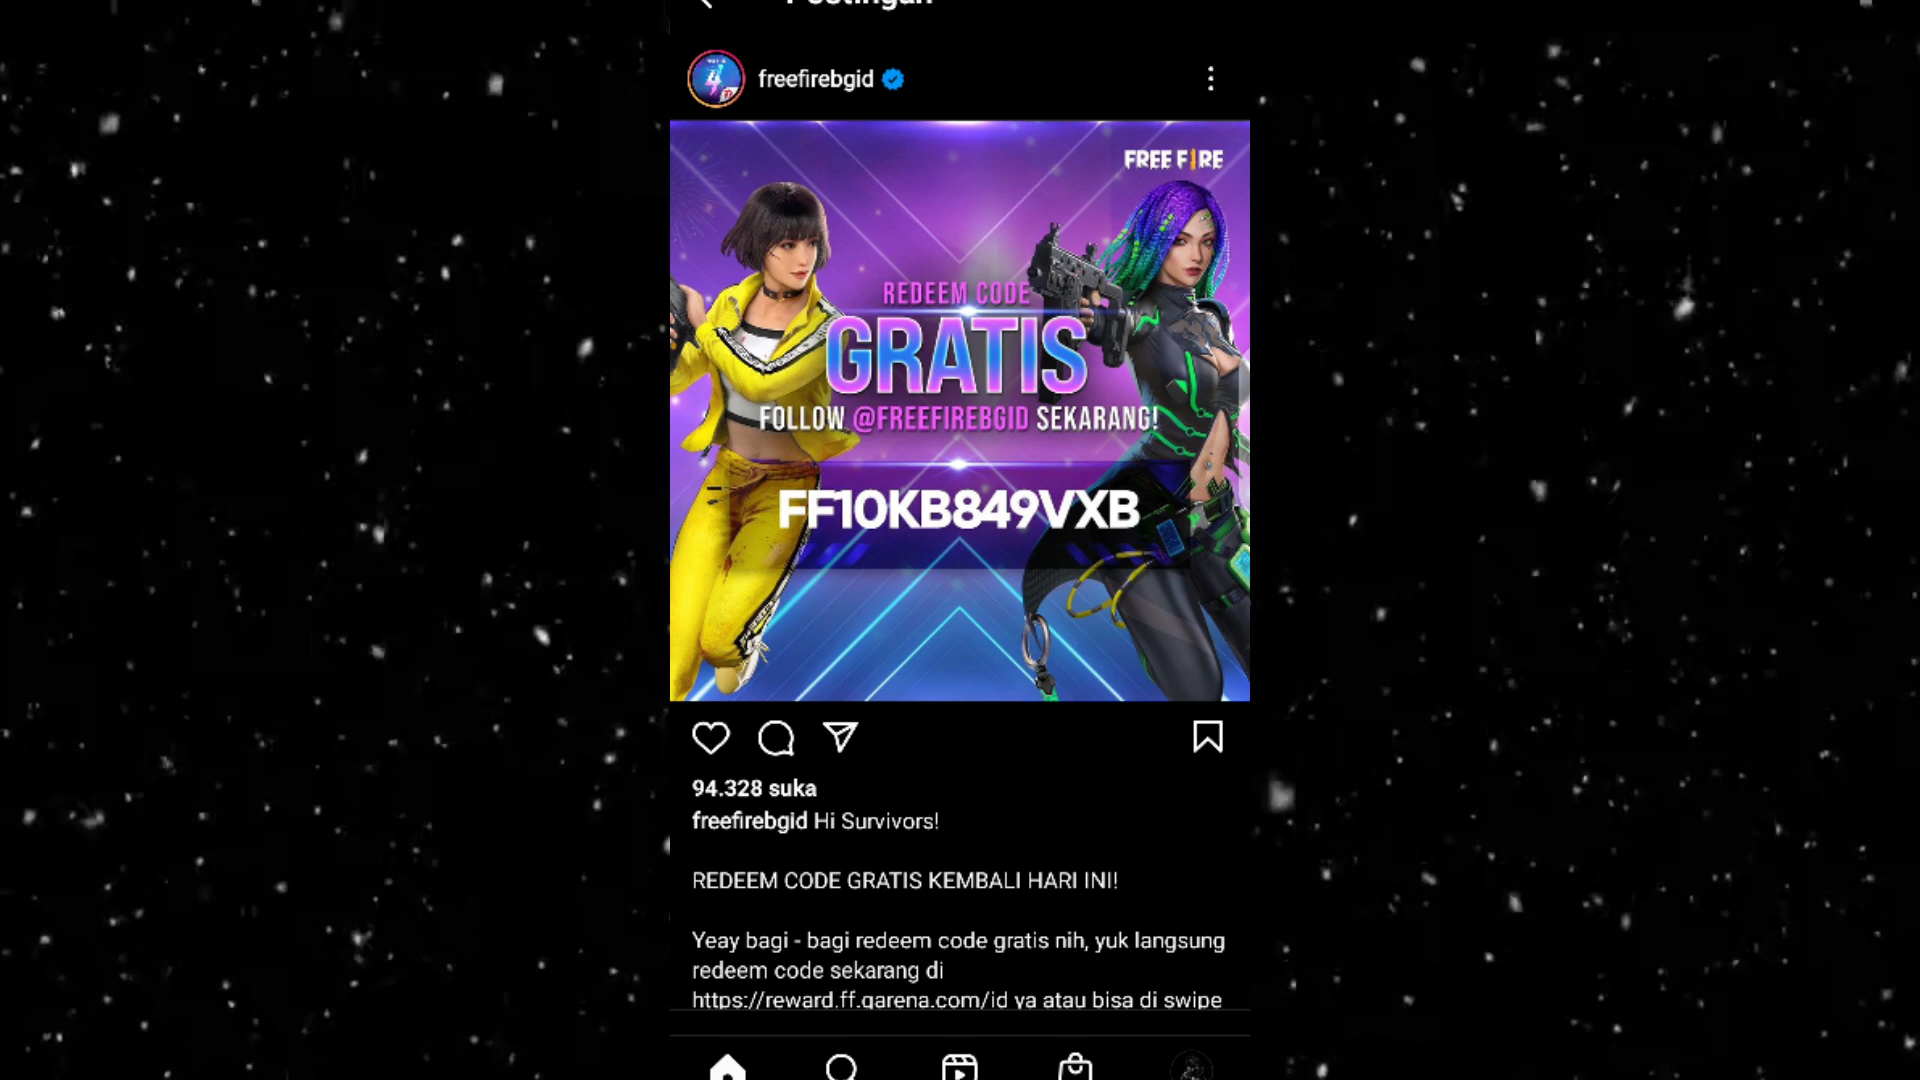 Postingan
freefirebgid
FREE FIRE
REDEEM CODE
GRATIS
FOLLOW @FREEFIREBGID SEKARANG!
FF10KB849VXB
94.328 suka
freefirebgid Hi Survivors!
REDEEM CODE GRATIS KEMBALI HARI INI!
Yeay bagi - bagi redeem code gratis nih, yuk langsung
redeem code sekarang di
https://reward.ff.garena.com/id ya atau bisa di swipe